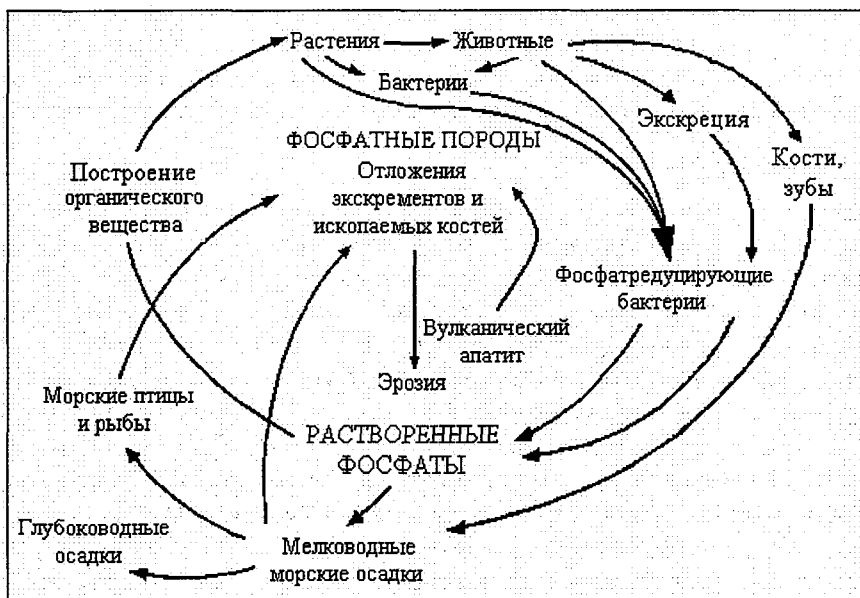 Растения
Животные
Бактерии
Экскреция
ФОСФАТНЫЕ ПОРОДЫ
Отложения
экскрементов и
ископаемых костей
Кости,
зубы
Построение
органического
вещества
Фосфатредуцирующие
бактерии
Вулканический
апатит
Эрозия
Морские птицы
и рыбы
РАСТВОРЕННЫЕ
ФОСФАТЫ
Глубоководные
осадки
Мелководные
морские осадки